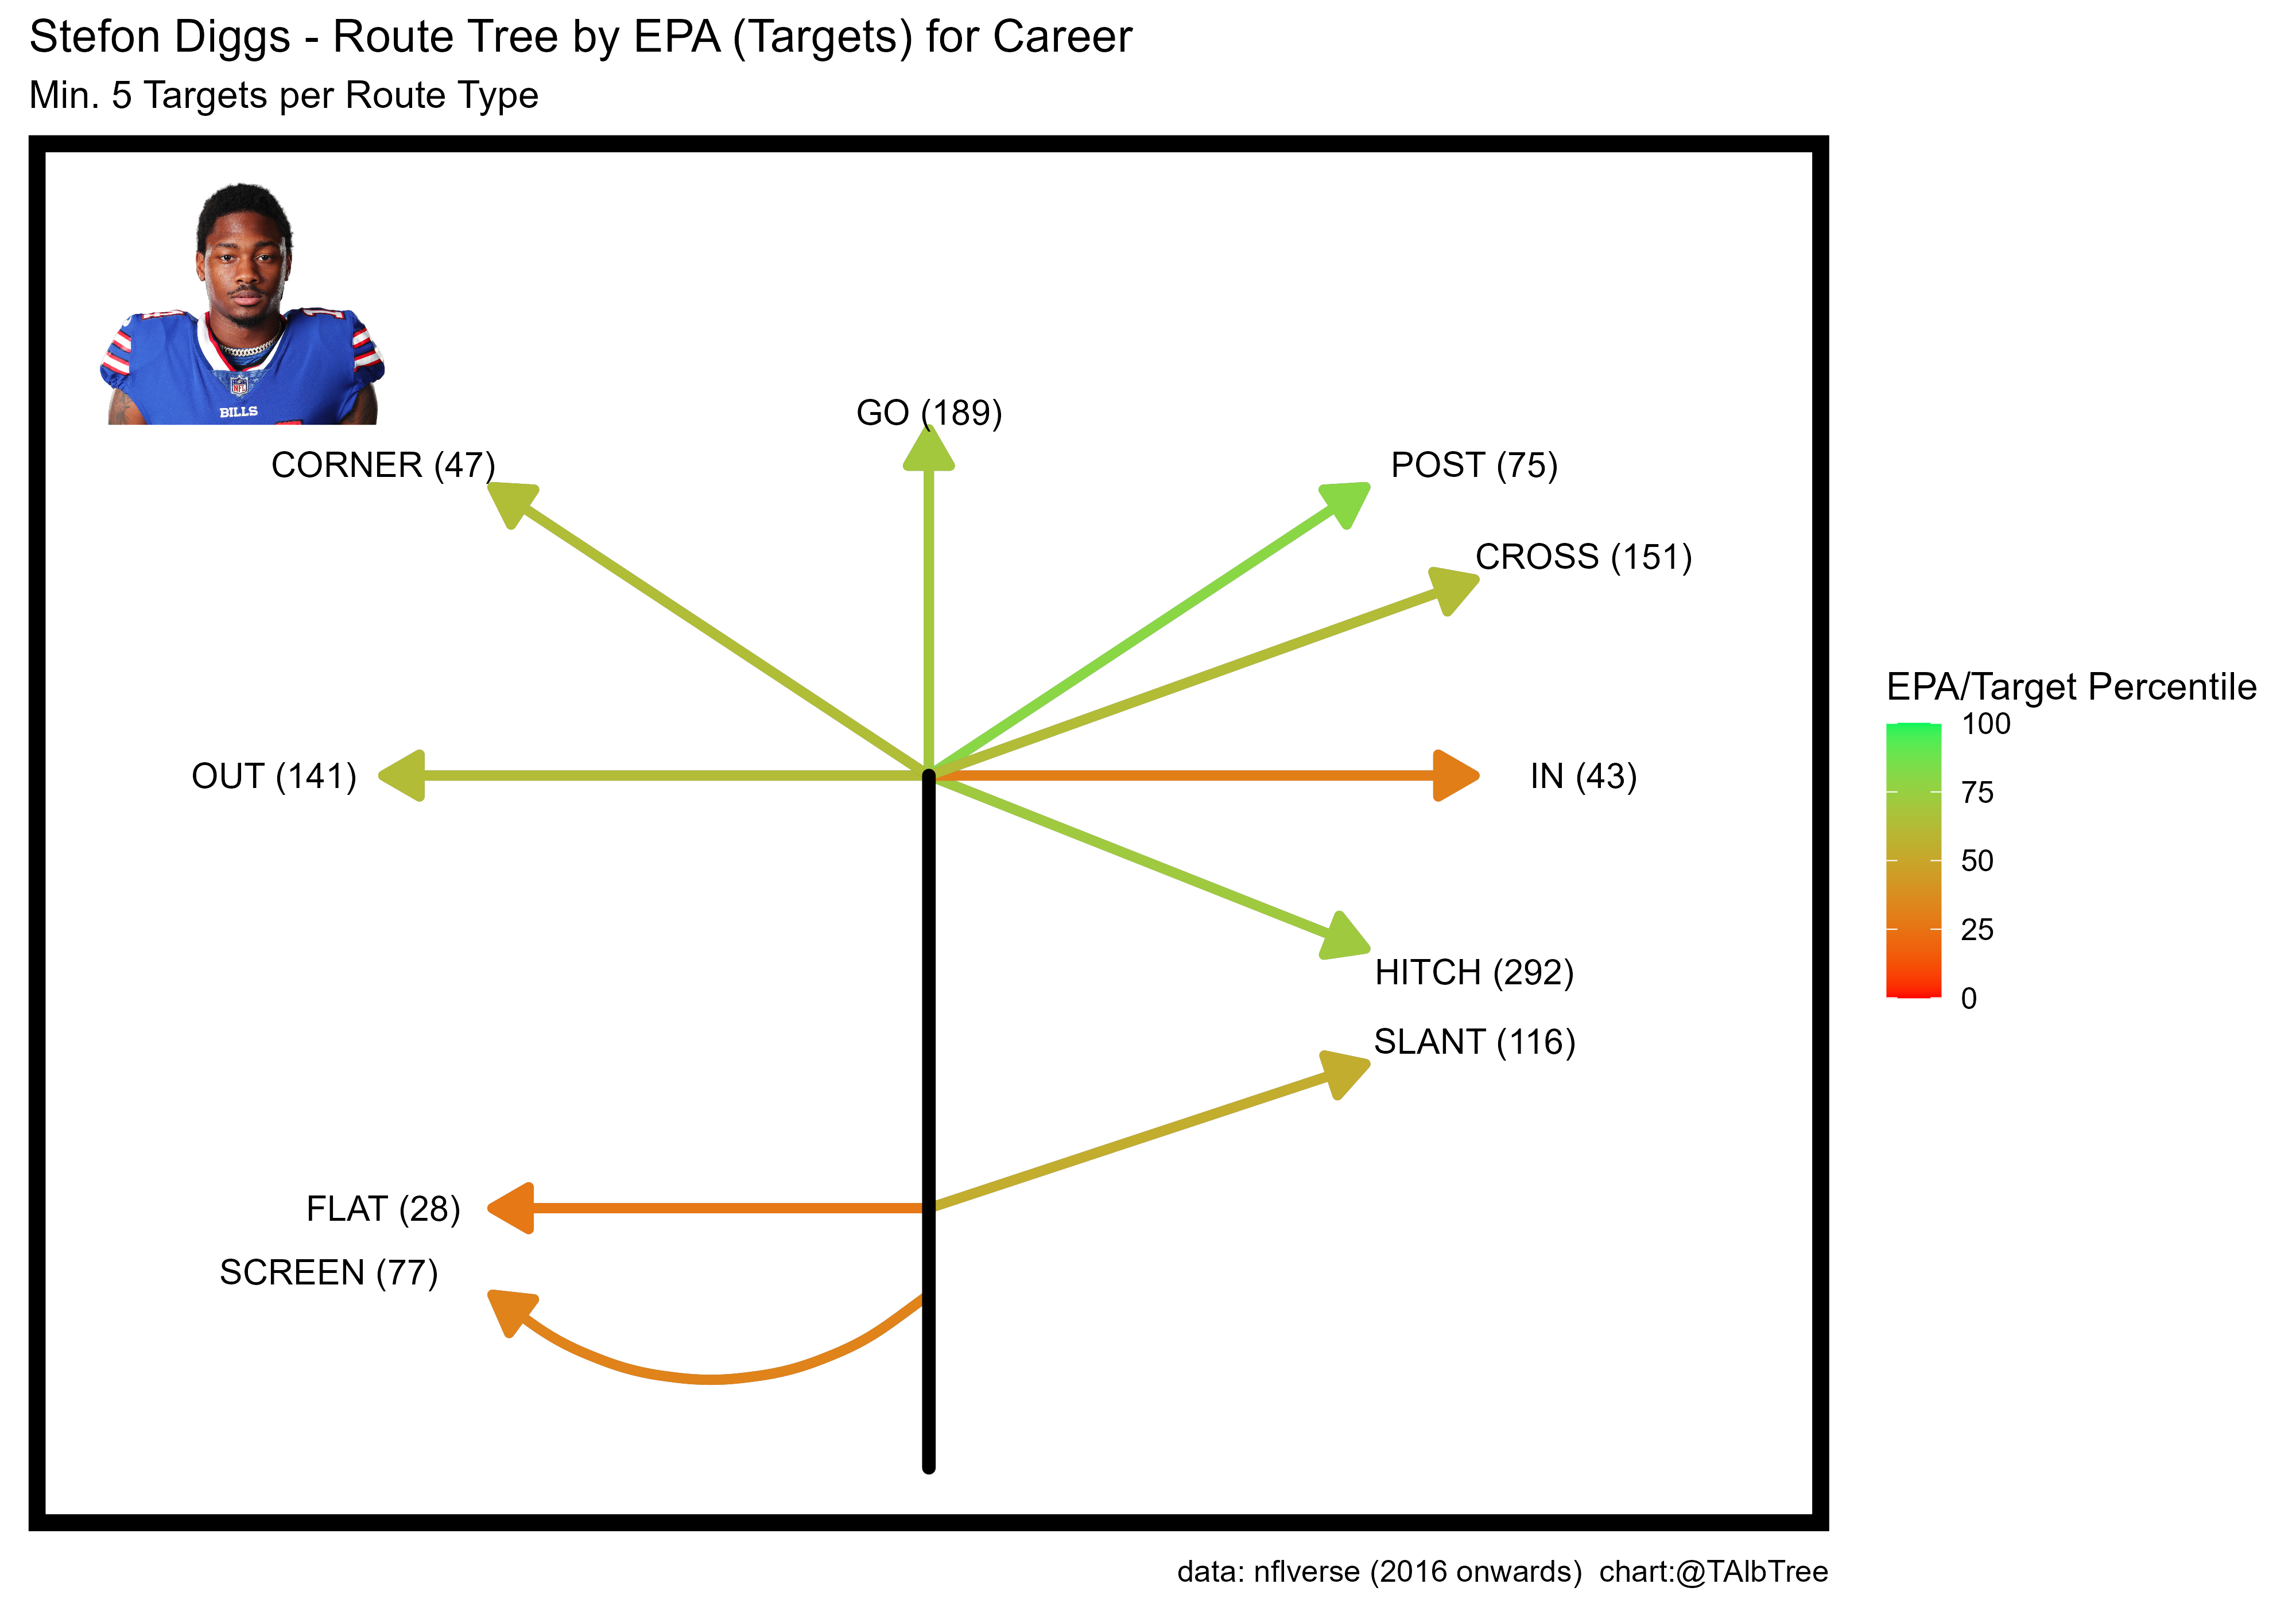 Stefon Diggs - Route Tree by EPA (Targets) for Career
Min. 5 Targets per Route Type
BILLS
GO (189)
CORNER (47)
POST (75)
CROSS (151)
OUT (141)
IN (43)
HITCH (292)
SLANT (116)
FLAT (28)
SCREEN (77)
EPA/Target Percentile
100
75
50
25
0
data: nflverse (2016 onwards)  chart:@TAlbTree